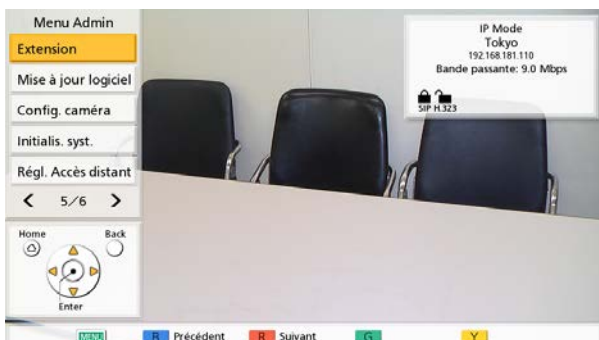 Menu Admin
Extension
Mise à jour logiciel
Config. caméra
Initialis. syst.
Régl. Accès distant
5/6
Home
Back
Enter
IP Mode
Tokyo
192.168.181.110
Bande passante: 9.0 Mbps
SIP H.323
MENU B Précédent R Suivant G Y